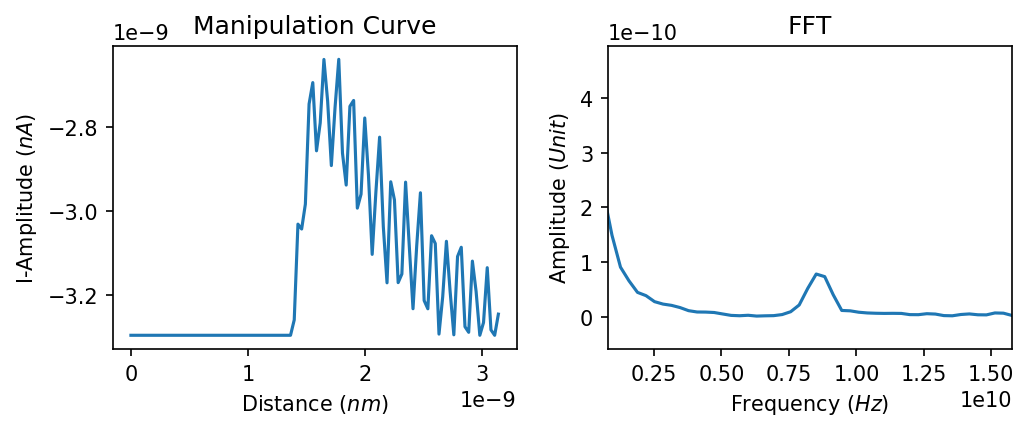 Manipulation Curve
1e−9
I-Amplitude (nA)
−2.8
−3.0
−3.2
0 1 2 3
1e−9
Distance (nm)
FFT
1e−10
Amplitude (Unit)
4
3
2
1
0
0.25 0.50 0.75 1.00 1.25 1.50
1e10
Frequency (Hz)